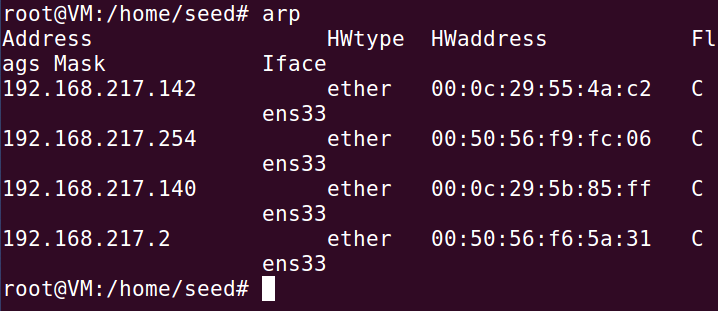 root@VM:/home/seed# arp
Address                  HWtype  HWaddress           Fl
ags Mask            Iface
192.168.217.142          ether   00:0c:29:55:4a:c2   C
                    ens33
192.168.217.254          ether   00:50:56:f9:fc:06   C
                    ens33
192.168.217.140          ether   00:0c:29:5b:85:ff   C
                    ens33
192.168.217.2            ether   00:50:56:f6:5a:31   C
                    ens33
root@VM:/home/seed#